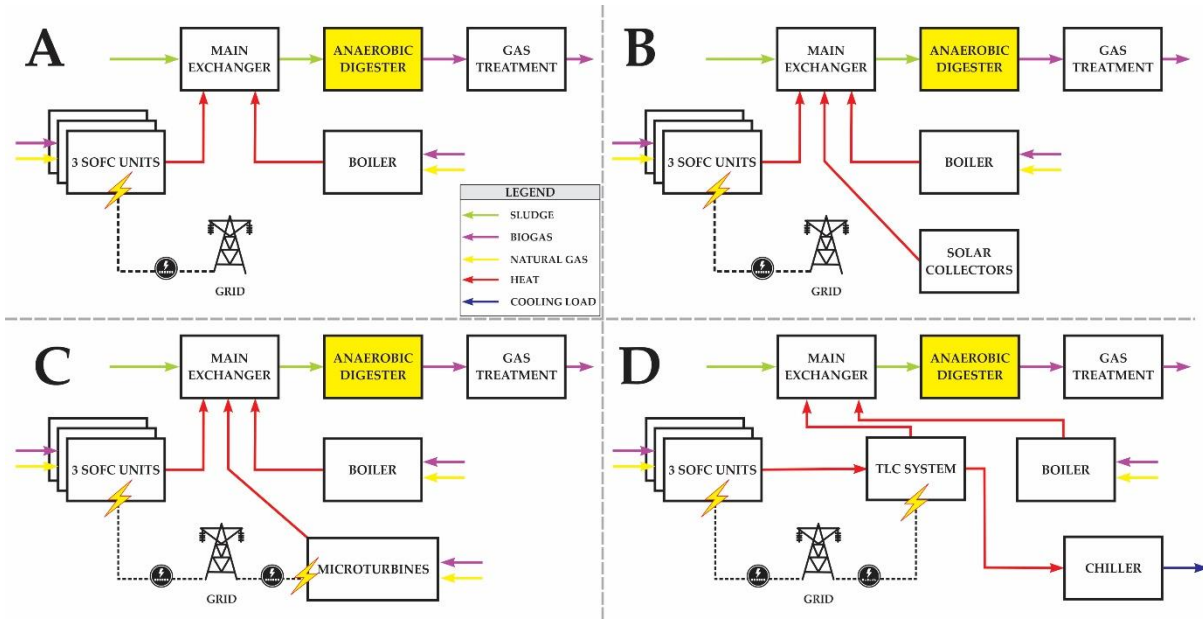 A
MAIN
EXCHANGER
ANAEROBIC
DIGESTER
GAS
TREATMENT
3 SOFC UNITS
BOILER
GRID
B
MAIN
EXCHANGER
ANAEROBIC
DIGESTER
GAS
TREATMENT
3 SOFC UNITS
BOILER
SOLAR
COLLECTORS
GRID
LEGEND
SLUDGE
BIOGAS
NATURAL GAS
HEAT
COOLING LOAD
C
MAIN
EXCHANGER
ANAEROBIC
DIGESTER
GAS
TREATMENT
3 SOFC UNITS
BOILER
MICROTURBINES
GRID
D
MAIN
EXCHANGER
ANAEROBIC
DIGESTER
GAS
TREATMENT
3 SOFC UNITS
TLC SYSTEM
BOILER
CHILLER
GRID